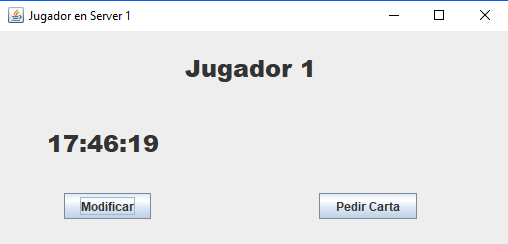 Jugador en Server 1
Jugador 1
17:46:19
Modificar
Pedir Carta